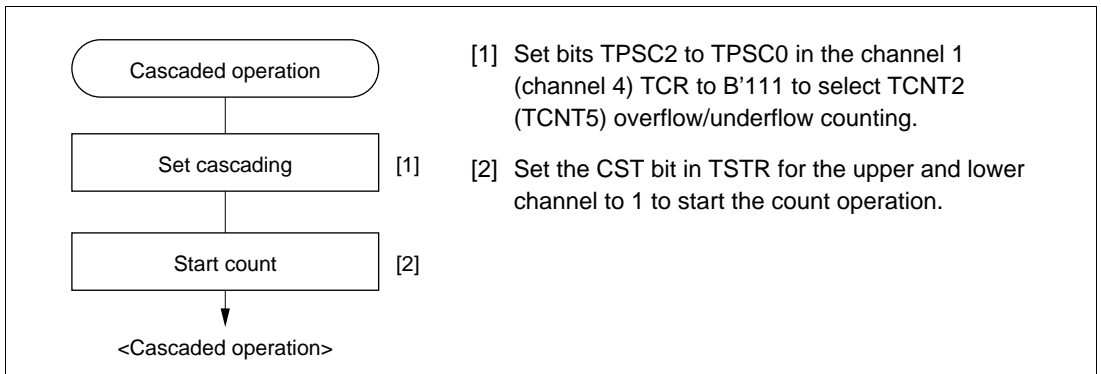 Cascaded operation
Set cascading
[1]
Start count
[2]
<Cascaded operation>
[1] Set bits TPSC2 to TPSC0 in the channel 1
(channel 4) TCR to B'111 to select TCNT2
(TCNT5) overflow/underflow counting.
[2] Set the CST bit in TSTR for the upper and lower
channel to 1 to start the count operation.